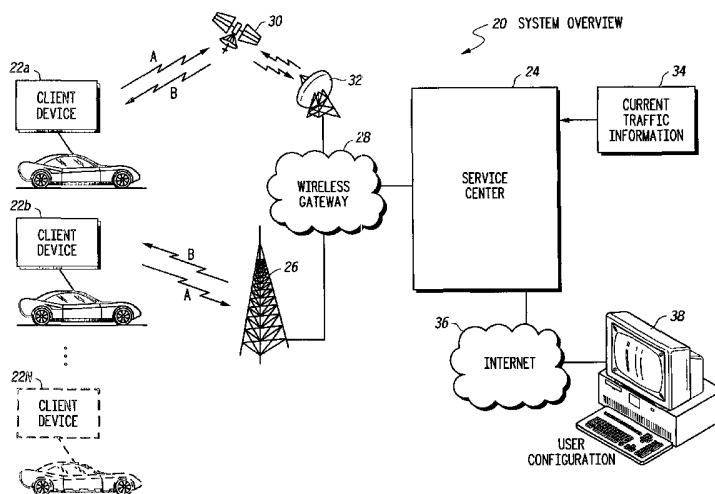 30
20 SYSTEM OVERVIEW
A
B
22a
CLIENT
DEVICE
32
24
34
CURRENT
TRAFFIC
INFORMATION
28
WIRELESS
GATEWAY
SERVICE
CENTER
22b
CLIENT
DEVICE
B
A
26
36
INTERNET
38
22N
CLIENT
DEVICE
USER
CONFIGURATION